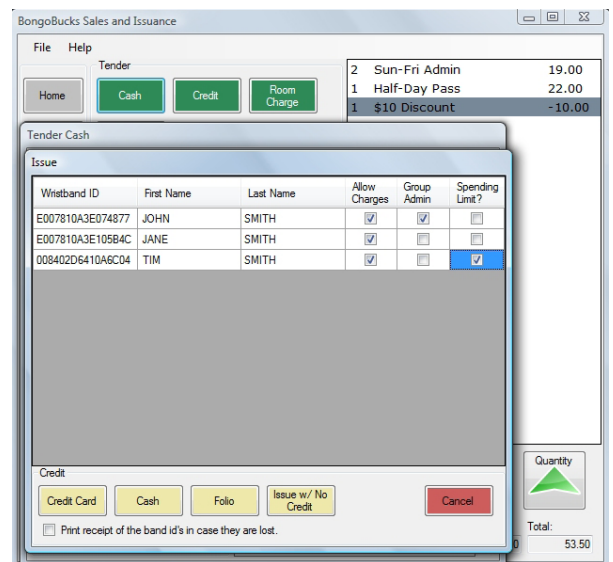 BongoBucks Sales and Issuance
File Help
Tender
Home Cash Credit Room Charge
2 Sun-Fri Admin 19.00
1 Half-Day Pass 22.00
1 $10 Discount -10.00
Tender Cash
Issue
Wristband ID First Name Last Name Allow Charges Group Admin Spending Limit?
E007810A3E074877 JOHN SMITH
E007810A3E105B4C JANE SMITH
008402D6410A6C04 TIM SMITH
Credit
Credit Card Cash Folio Issue w/ No Credit Cancel
Print receipt of the band id's in case they are lost.
Quantity
Total:
0 53.50